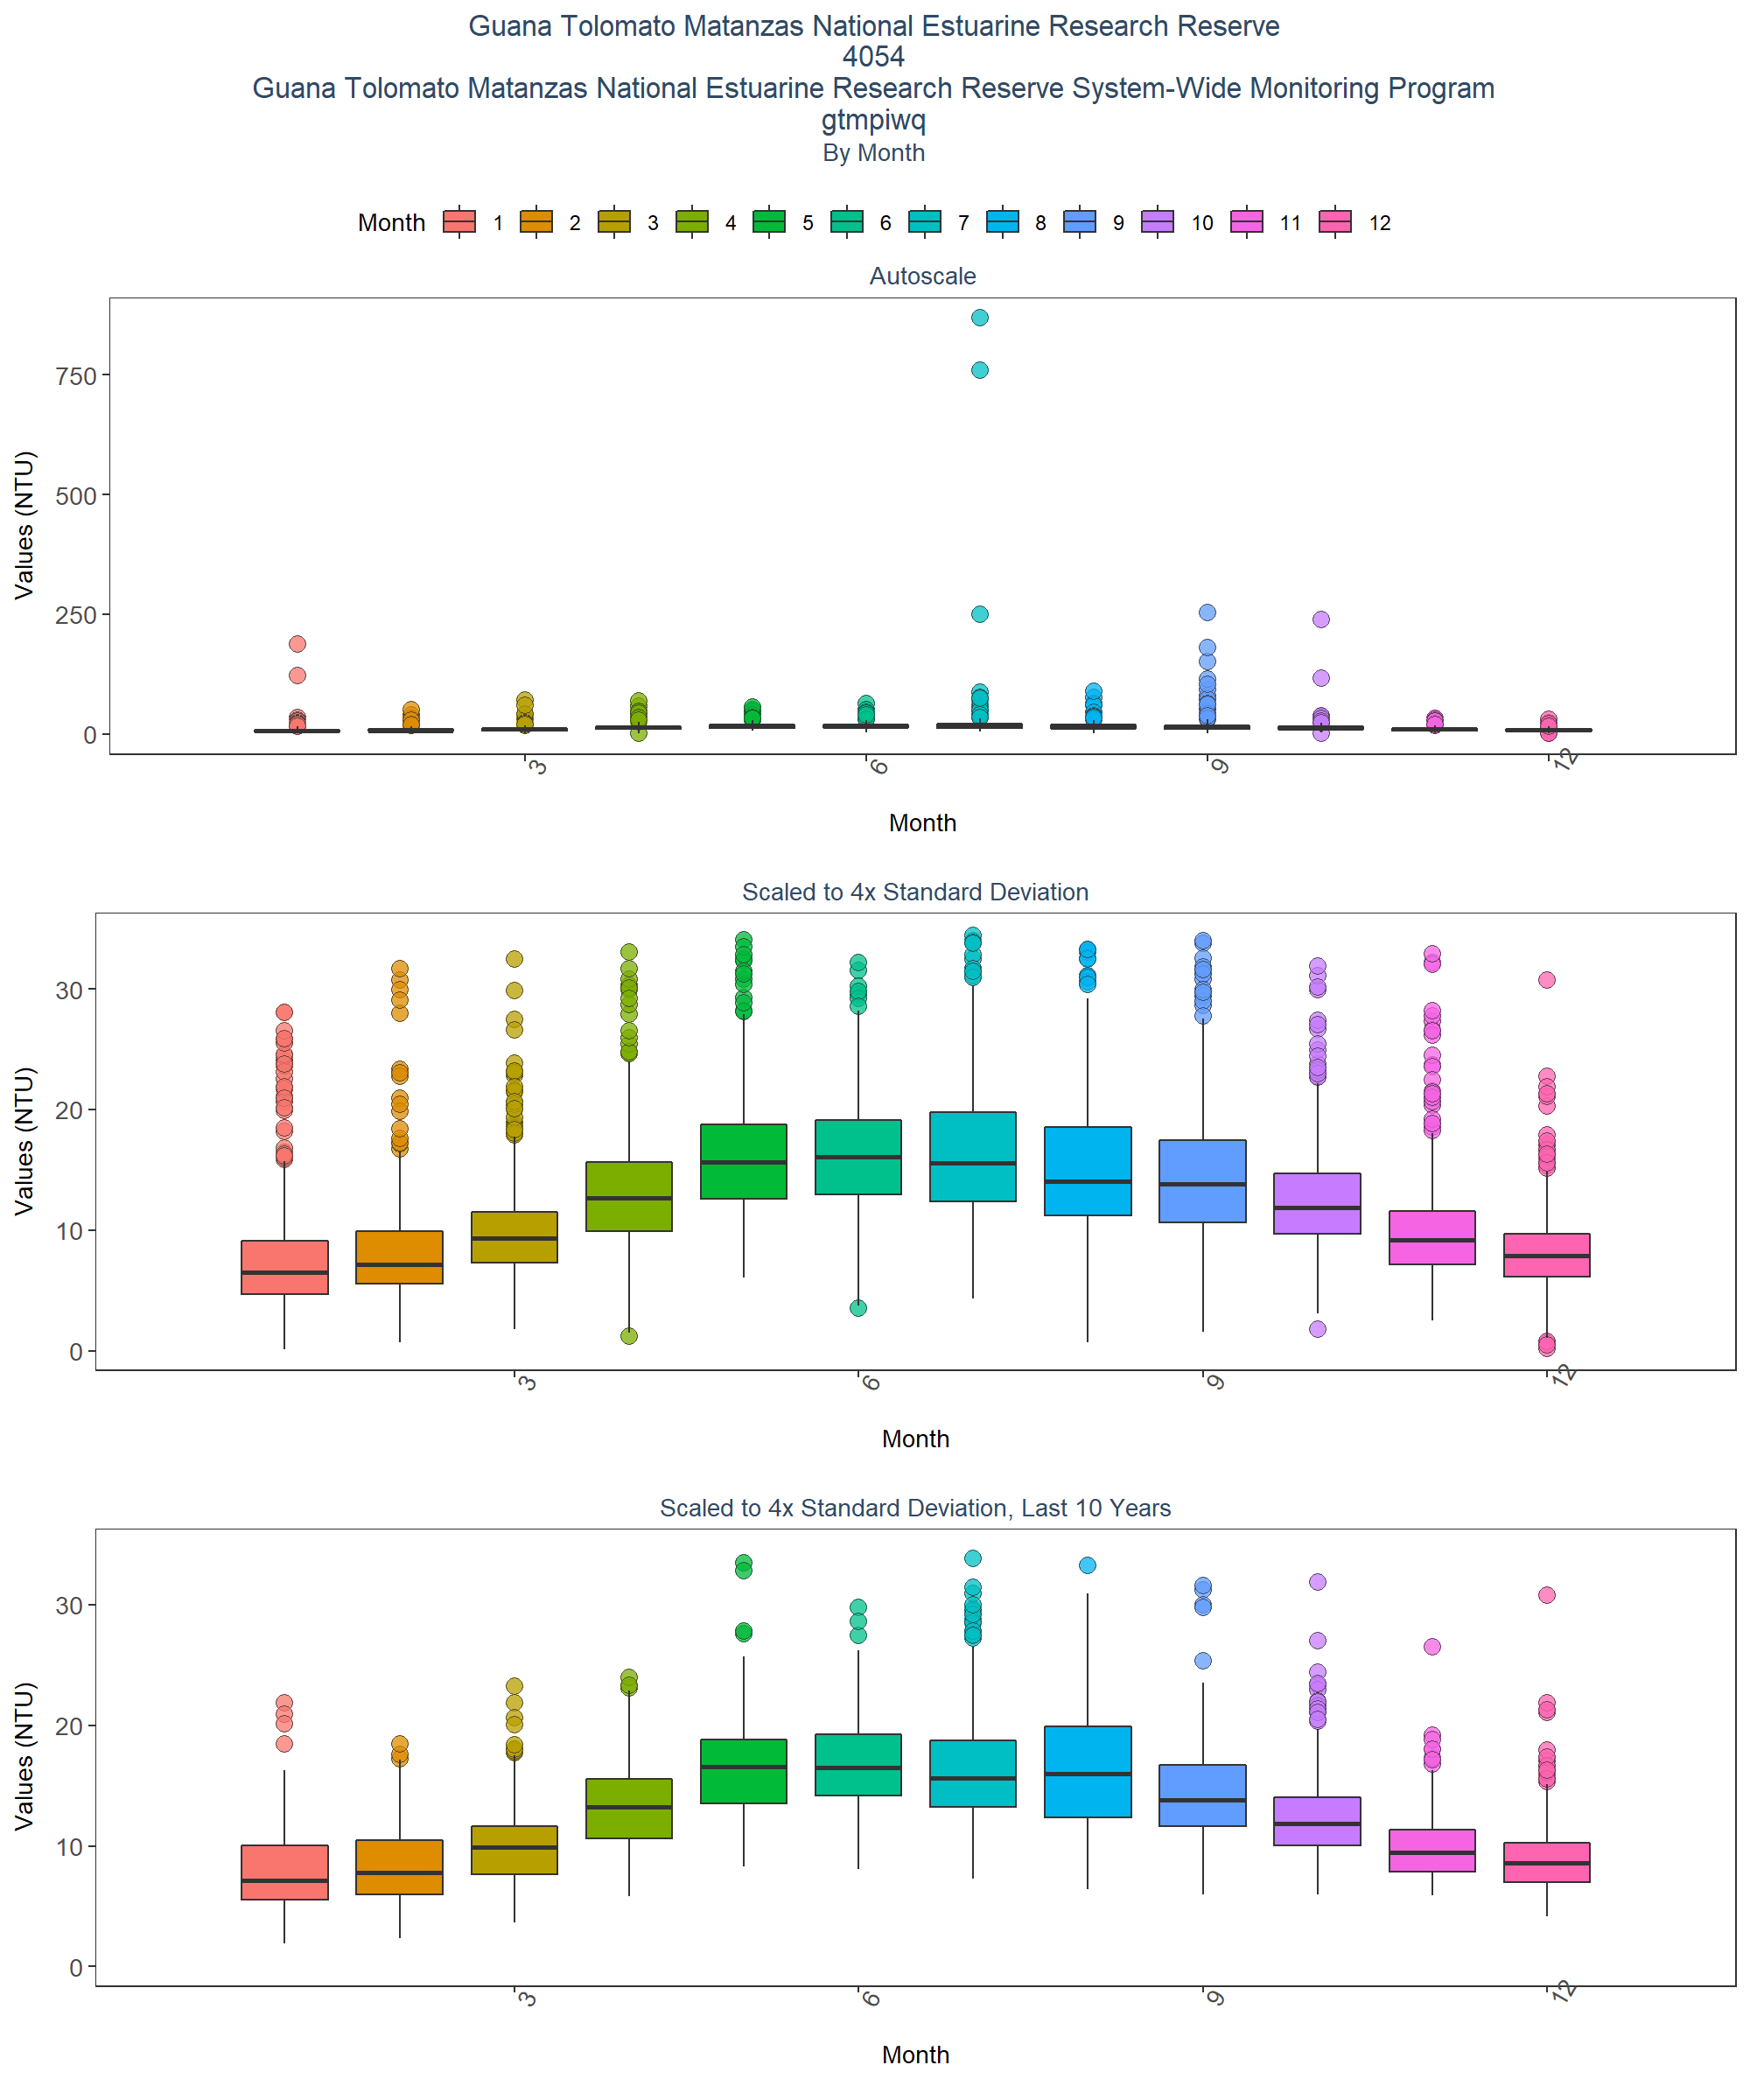 Guana Tolomato Matanzas National Estuarine Research Reserve
4054
Guana Tolomato Matanzas National Estuarine Research Reserve System-Wide Monitoring Program
gtmpiwq
By Month
Month 1 2 3 4 5 6 7 8 9 10 11 12
Autoscale
Values (NTU)
750
500
250
0
3 6 9 12
Month
Scaled to 4x Standard Deviation
Values (NTU)
30
20
10
0
3 6 9 12
Month
Scaled to 4x Standard Deviation, Last 10 Years
Values (NTU)
30
20
10
0
3 6 9 12
Month